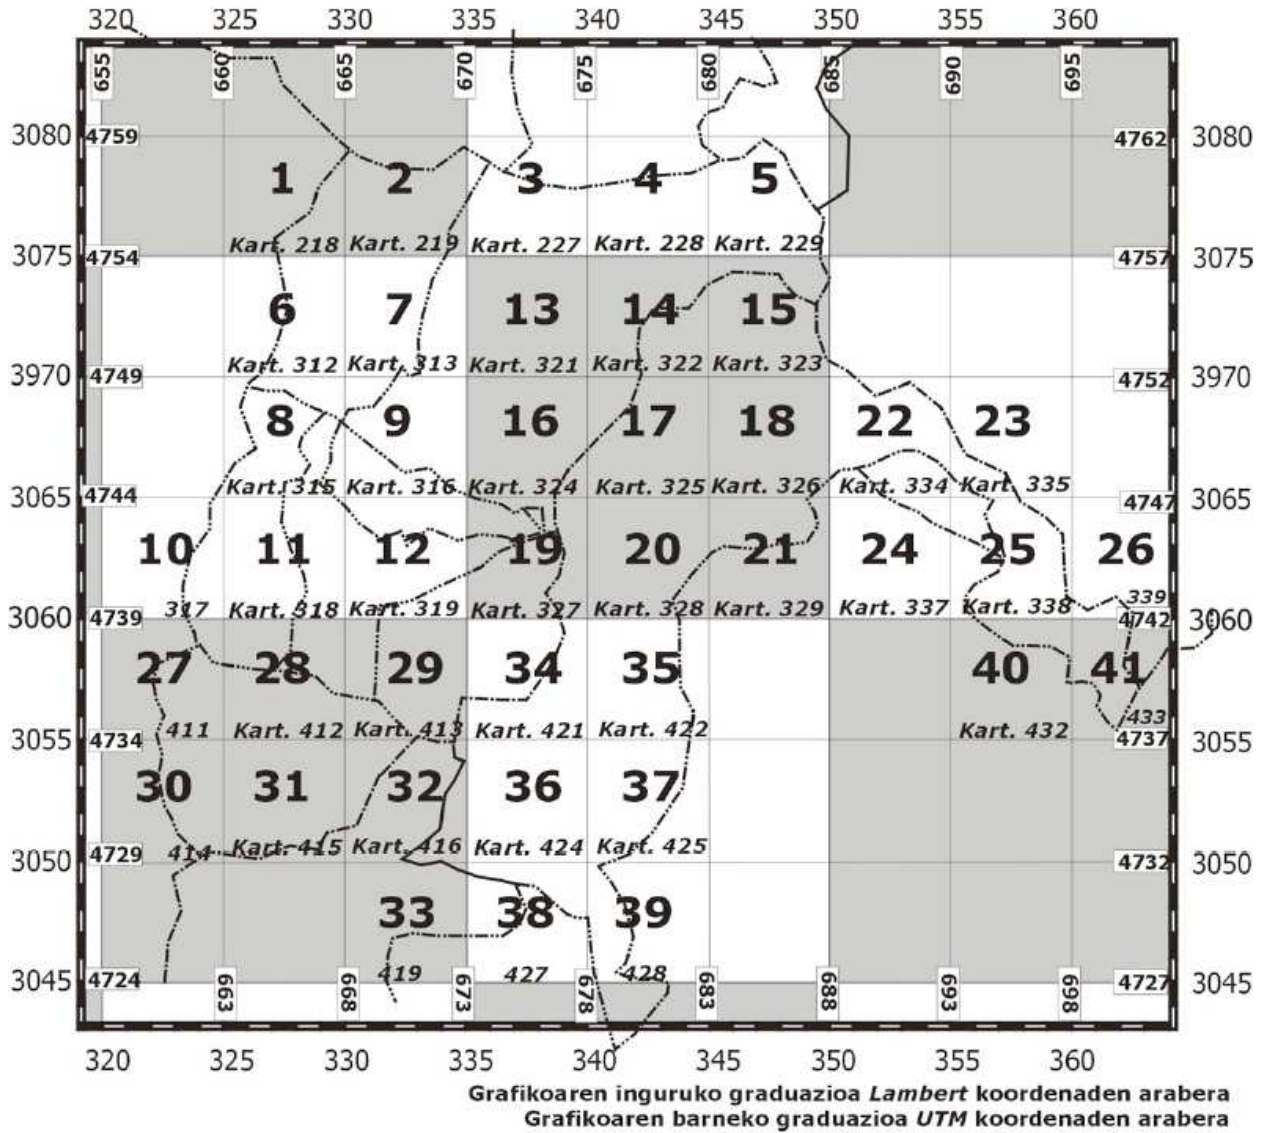 320 325 330 335 340 345 350 355 360
655 660 665 670 675 680 685 690 695
3080 4759 4762 3080
1 2 3 4 5
Kart. 218 Kart. 219 Kart. 227 Kart. 228 Kart. 229
3075 4754 4757 3075
6 7 13 14 15
Kart. 312 Kart. 313 Kart. 321 Kart. 322 Kart. 323
3970 4749 4752 3970
8 9 16 17 18 22 23
Kart. 315 Kart. 316 Kart. 324 Kart. 325 Kart. 326 Kart. 334 Kart. 335
3065 4744 4747 3065
10 11 12 19 20 21 24 25 26
317 Kart. 318 Kart. 319 Kart. 327 Kart. 328 Kart. 329 Kart. 337 Kart. 338 339
3060 4739 4742 3060
27 28 29 34 35 40 41
411 Kart. 412 Kart. 413 Kart. 421 Kart. 422 Kart. 432 433
3055 4734 4737 3055
30 31 32 36 37
414 Kart. 415 Kart. 416 Kart. 424 Kart. 425
3050 4729 4732 3050
33 38 39
419 427 428
3045 4724 4727 3045
663 668 673 678 683 688 698
320 325 330 335 340 345 350 355 360
Grafikoaren inguruko graduazioa Lambert koordenaden arabera
Grafikoaren barneko graduazioa UTM koordenaden arabera